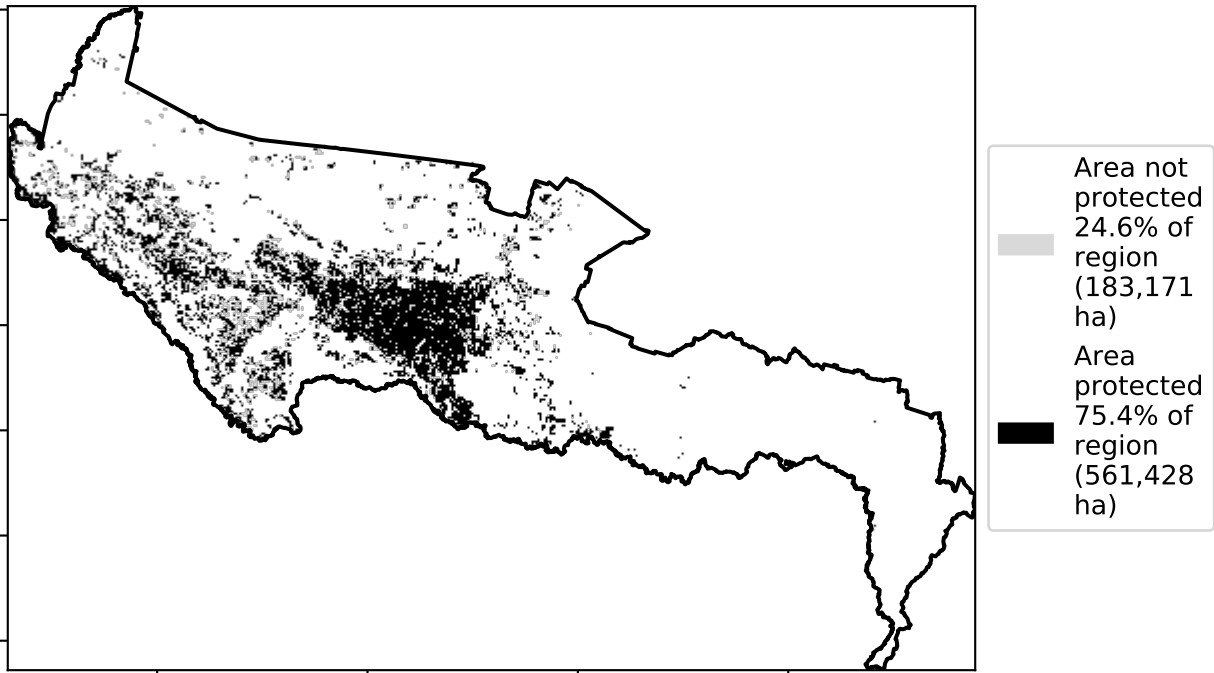 Area not
protected
24.6% of
region
(183,171
ha)
Area
protected
75.4% of
region
(561,428
ha)